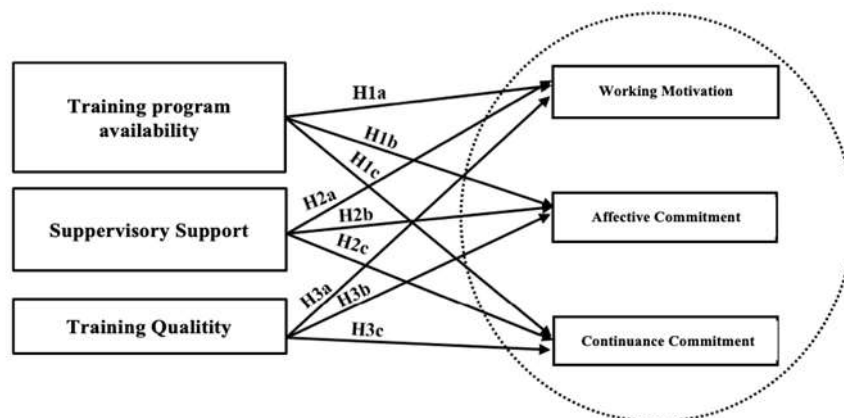 Training program
availability
Suppervisory Support
Training Qualitity
H1a
H1b
H1c
H2a
H2b
H2c
H3a
H3b
H3c
Working Motivation
Affective Commitment
Continuance Commitment